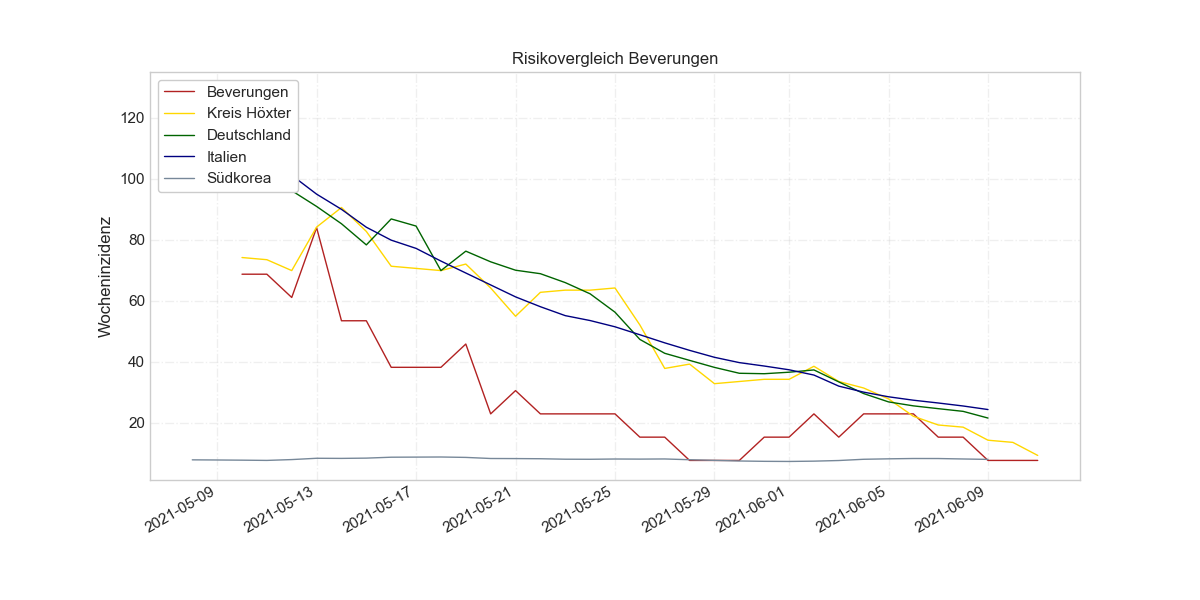 Risikovergleich Beverungen
Beverungen
Kreis Höxter
Deutschland
Italien
Südkorea
Wocheninzidenz
120
100
80
60
40
20
2021-05-09
2021-05-13
2021-05-17
2021-05-21
2021-05-25
2021-05-29
2021-06-01
2021-06-05
2021-06-09